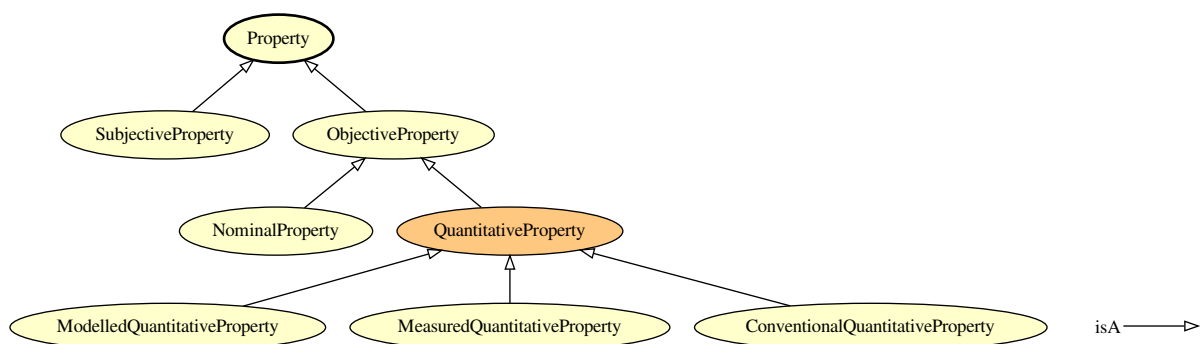 Property
SubjectiveProperty
ObjectiveProperty
NominalProperty
QuantitativeProperty
ModelledQuantitativeProperty
MeasuredQuantitativeProperty
ConventionalQuantitativeProperty
isA